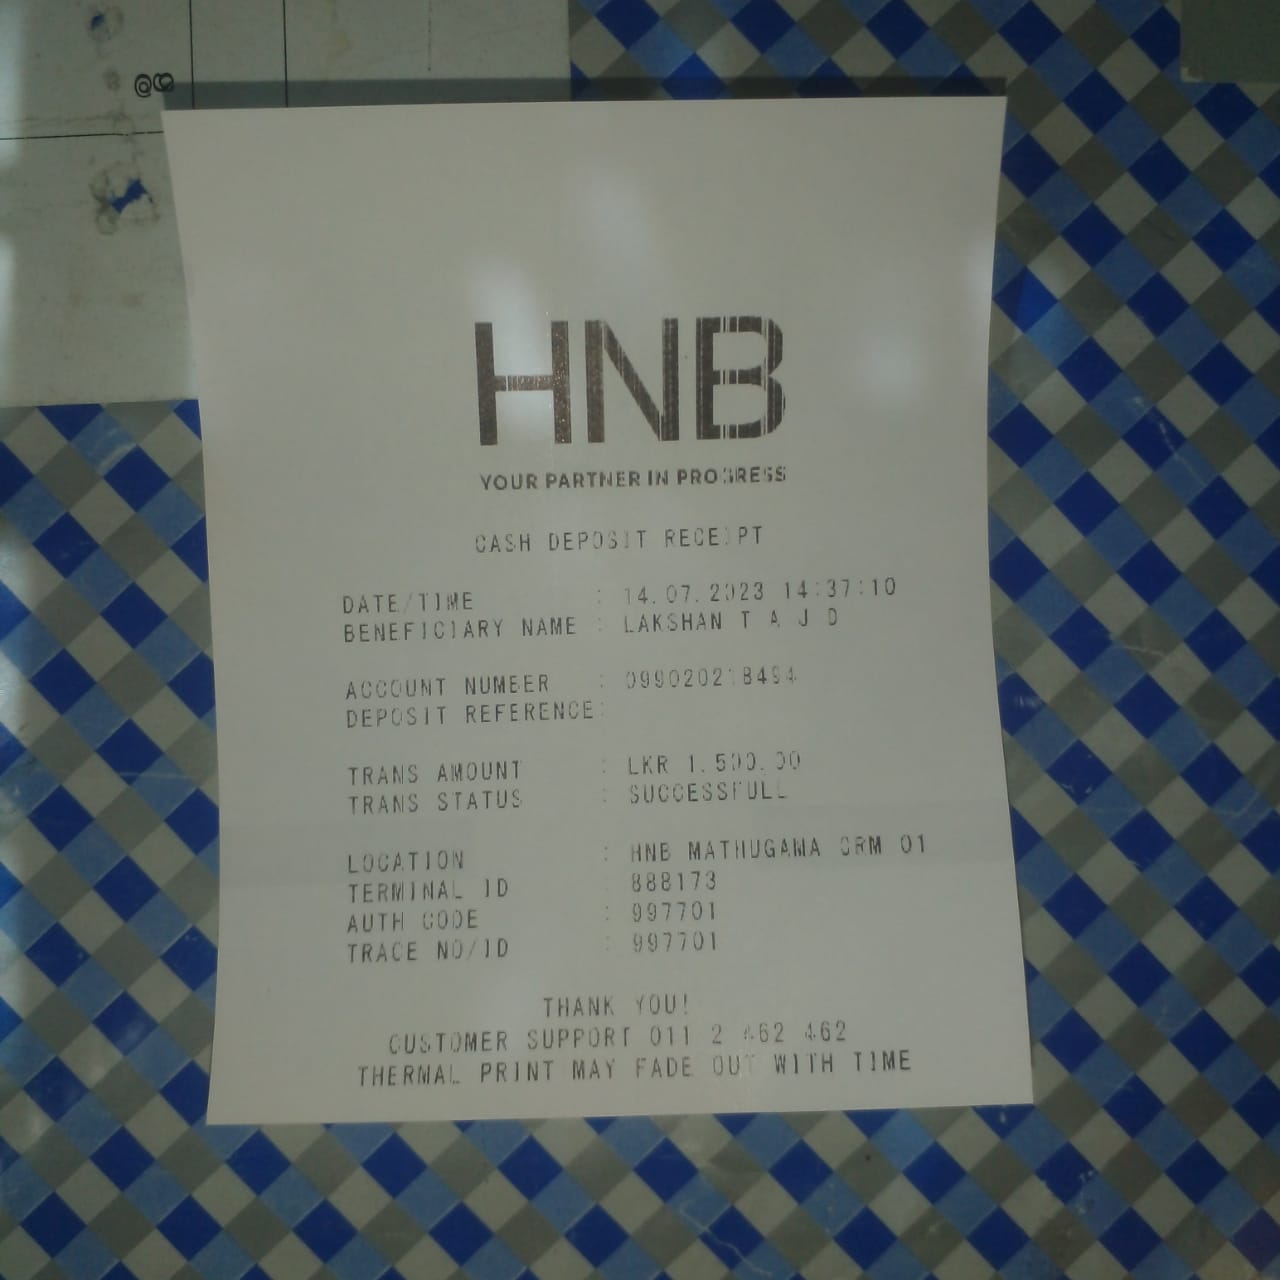 HNB
YOUR PARTNER IN PROGRESS
CASH DEPOSIT RECEIPT
DATE/TIME : 14.07.2023 14:37:10
BENEFICIARY NAME : LAKSHAN T A J D
ACCOUNT NUMBER : 099020218494
DEPOSIT REFERENCE:
TRANS AMOUNT : LKR 1,500.00
TRANS STATUS : SUCCESSFULL
LOCATION : HNB MATHUGAMA CRM 01
TERMINAL ID : 888173
AUTH CODE : 997701
TRACE NO/ID : 997701
THANK YOU!
CUSTOMER SUPPORT 011 2 462 462
THERMAL PRINT MAY FADE OUT WITH TIME